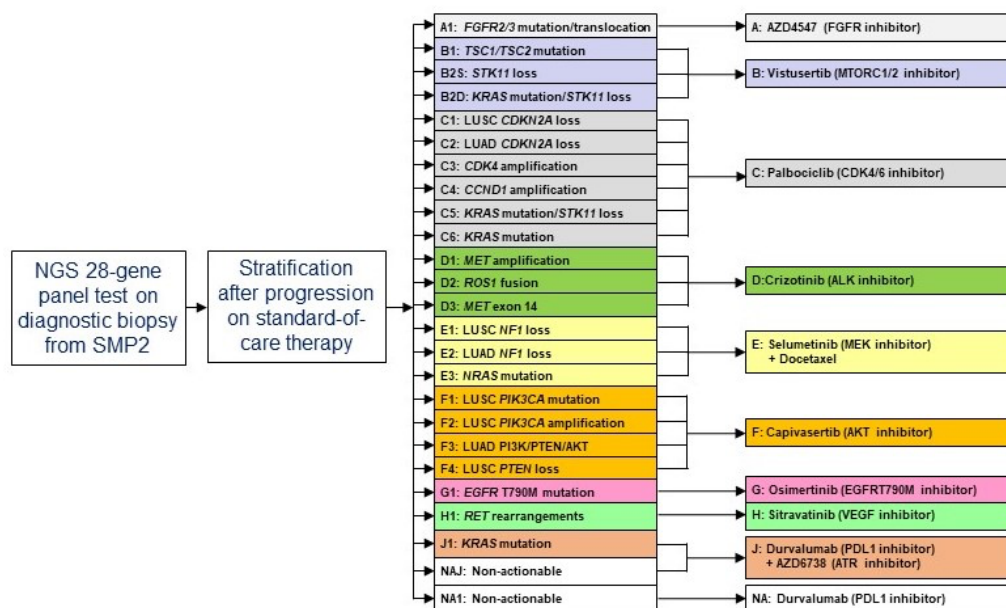 NGS 28-gene
panel test on
diagnostic biopsy
from SMP2
Stratification
after progression
on standard-of-
care therapy
A1: FGFR2/3 mutation/translocation
B1: TSC1/TSC2 mutation
B2S: STK11 loss
B2D: KRAS mutation/STK11 loss
C1: LUSC CDKN2A loss
C2: LUAD CDKN2A loss
C3: CDK4 amplification
C4: CCND1 amplification
C5: KRAS mutation/STK11 loss
C6: KRAS mutation
D1: MET amplification
D2: ROS1 fusion
D3: MET exon 14
E1: LUSC NF1 loss
E2: LUAD NF1 loss
E3: NRAS mutation
F1: LUSC PIK3CA mutation
F2: LUSC PIK3CA amplification
F3: LUAD PI3K/PTEN/AKT
F4: LUSC PTEN loss
G1: EGFR T790M mutation
H1: RET rearrangements
J1: KRAS mutation
NAJ: Non-actionable
NA1: Non-actionable
A: AZD4547 (FGFR inhibitor)
B: Vistusertib (MTORC1/2 inhibitor)
C: Palbociclib (CDK4/6 inhibitor)
D:Crizotinib (ALK inhibitor)
E: Selumetinib (MEK inhibitor)
+ Docetaxel
F: Capivasertib (AKT inhibitor)
G: Osimertinib (EGFRT790M inhibitor)
H: Sitravatinib (VEGF inhibitor)
J: Durvalumab (PDL1 inhibitor)
+ AZD6738 (ATR inhibitor)
NA: Durvalumab (PDL1 inhibitor)